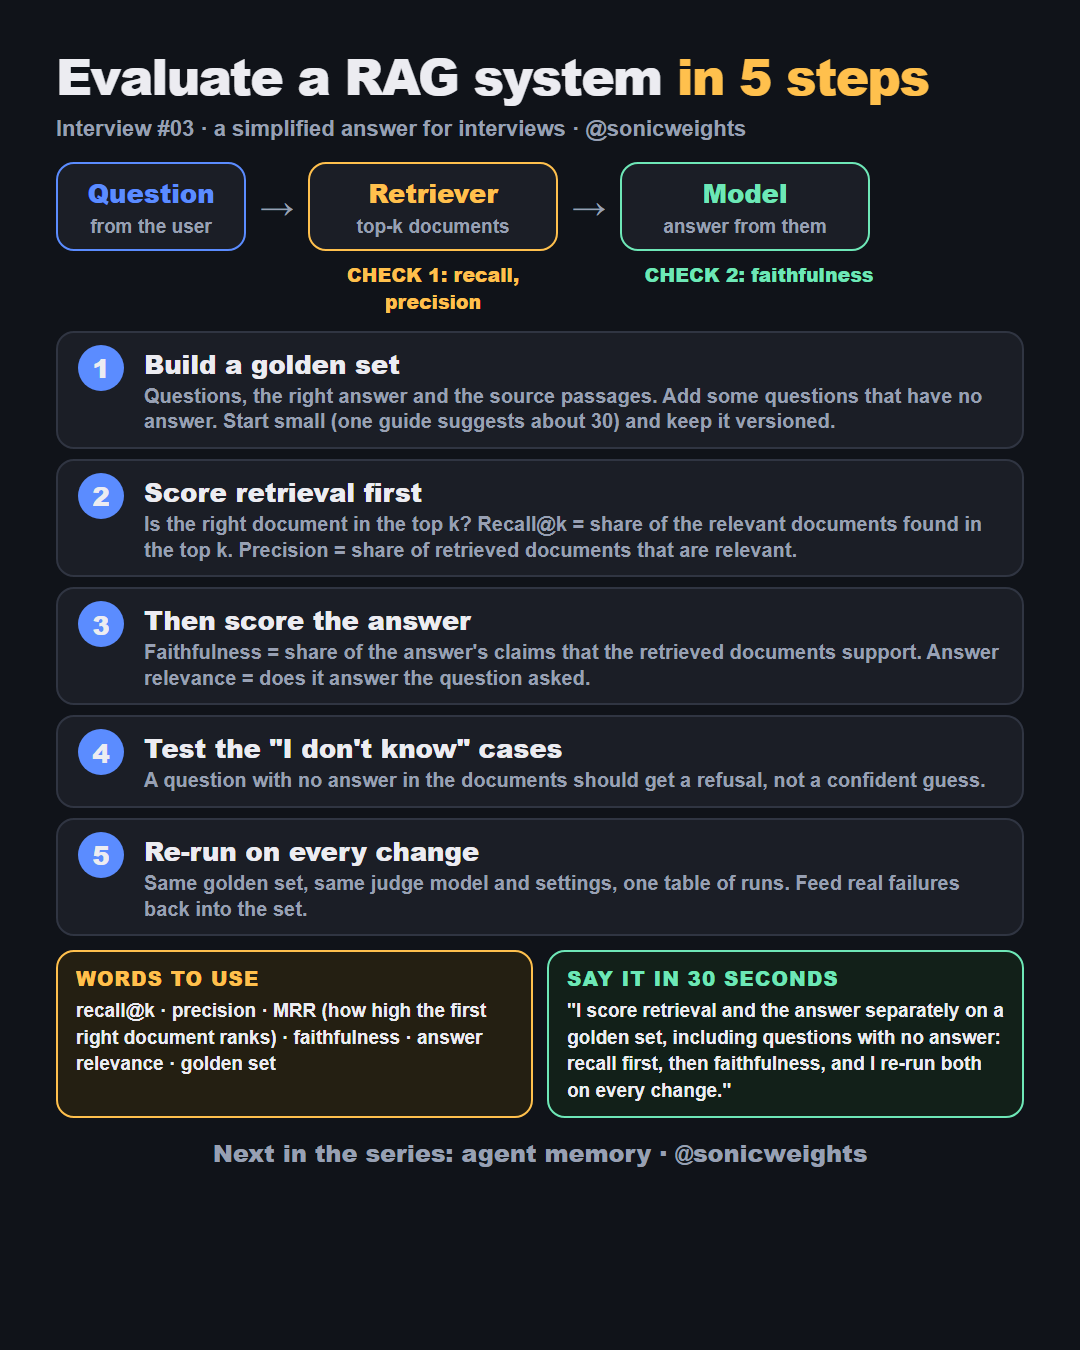 Evaluate a RAG system in 5 steps
Interview #03 · a simplified answer for interviews · @sonicweights
Question
from the user
→
Retriever
top-k documents
→
Model
answer from them
CHECK 1: recall,
precision
CHECK 2: faithfulness
1
Build a golden set
Questions, the right answer and the source passages. Add some questions that have no
answer. Start small (one guide suggests about 30) and keep it versioned.
2
Score retrieval first
Is the right document in the top k? Recall@k = share of the relevant documents found in
the top k. Precision = share of retrieved documents that are relevant.
3
Then score the answer
Faithfulness = share of the answer's claims that the retrieved documents support. Answer
relevance = does it answer the question asked.
4
Test the "I don't know" cases
A question with no answer in the documents should get a refusal, not a confident guess.
5
Re-run on every change
Same golden set, same judge model and settings, one table of runs. Feed real failures
back into the set.
WORDS TO USE
recall@k · precision · MRR (how high the first
right document ranks) · faithfulness · answer
relevance · golden set
SAY IT IN 30 SECONDS
"I score retrieval and the answer separately on a
golden set, including questions with no answer:
recall first, then faithfulness, and I re-run both
on every change."
Next in the series: agent memory · @sonicweights